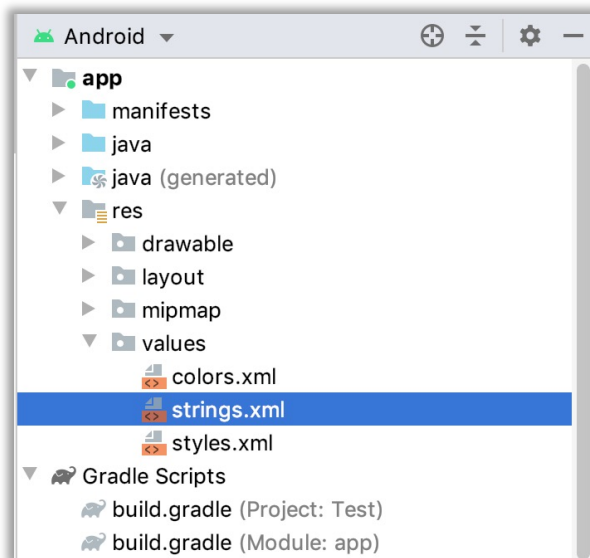 Android
app
manifests
java
java (generated)
res
drawable
layout
mipmap
values
colors.xml
strings.xml
styles.xml
Gradle Scripts
build.gradle (Project: Test)
build.gradle (Module: app)